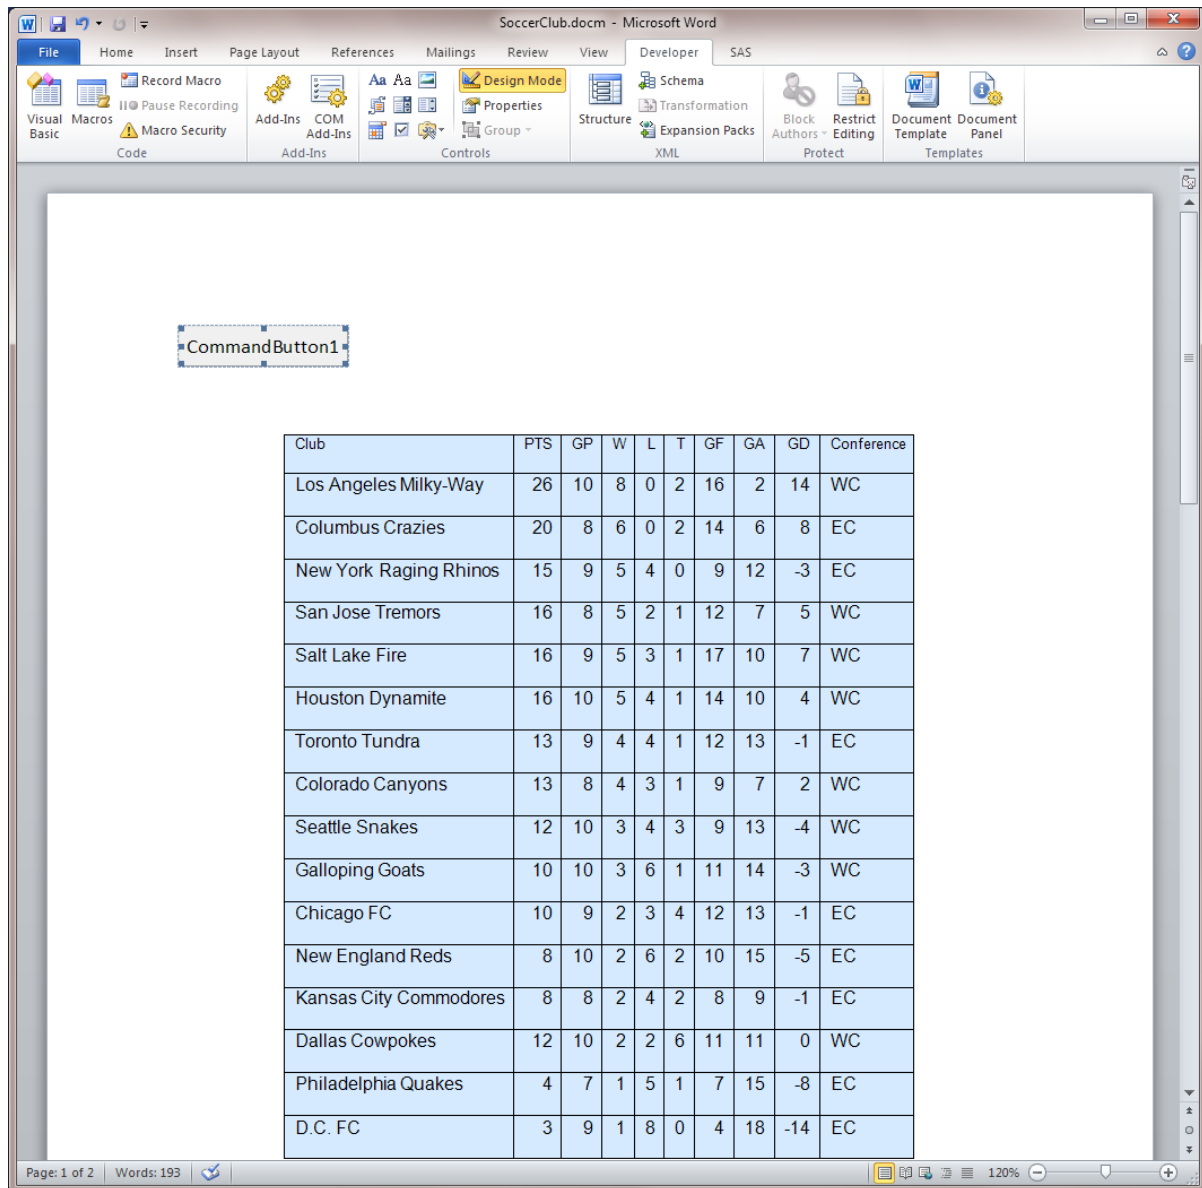 SoccerClub.docm - Microsoft Word
File Home Insert Page Layout References Mailings Review View Developer SAS
Visual Basic
Macros
Record Macro
Pause Recording
Macro Security
Code
Add-Ins
COM Add-Ins
Add-Ins
Aa Aa
Design Mode
Properties
Group
Controls
Structure
Schema
Transformation
Expansion Packs
XML
Block Authors
Restrict Editing
Protect
Document Template
Document Panel
Templates
CommandButton1
Club PTS GP W L T GF GA GD Conference
Los Angeles Milky-Way 26 10 8 0 2 16 2 14 WC
Columbus Crazies 20 8 6 0 2 14 6 8 EC
New York Raging Rhinos 15 9 5 4 0 9 12 -3 EC
San Jose Tremors 16 8 5 2 1 12 7 5 WC
Salt Lake Fire 16 9 5 3 1 17 10 7 WC
Houston Dynamite 16 10 5 4 1 14 10 4 WC
Toronto Tundra 13 9 4 4 1 12 13 -1 EC
Colorado Canyons 13 8 4 3 1 9 7 2 WC
Seattle Snakes 12 10 3 4 3 9 13 -4 WC
Galloping Goats 10 10 3 6 1 11 14 -3 WC
Chicago FC 10 9 2 3 4 12 13 -1 EC
New England Reds 8 10 2 6 2 10 15 -5 EC
Kansas City Commodores 8 8 2 4 2 8 9 -1 EC
Dallas Cowpokes 12 10 2 2 6 11 11 0 WC
Philadelphia Quakes 4 7 1 5 1 7 15 -8 EC
D.C. FC 3 9 1 8 0 4 18 -14 EC
Page: 1 of 2 Words: 193 120%